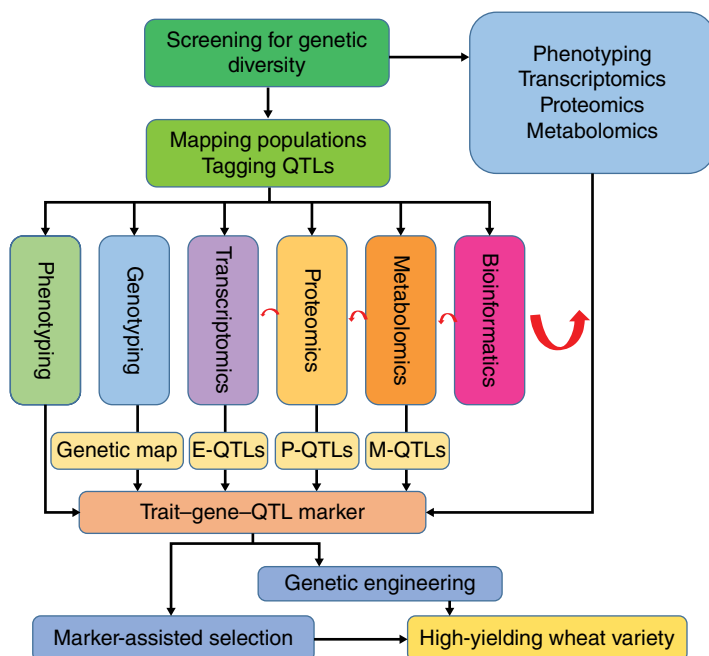 Screening for genetic
diversity
Phenotyping
Transcriptomics
Proteomics
Metabolomics
Mapping populations
Tagging QTLs
Phenotyping
Genotyping
Transcriptomics
Proteomics
Metabolomics
Bioinformatics
Genetic map
E-QTLs
P-QTLs
M-QTLs
Trait–gene–QTL marker
Genetic engineering
Marker-assisted selection
High-yielding wheat variety